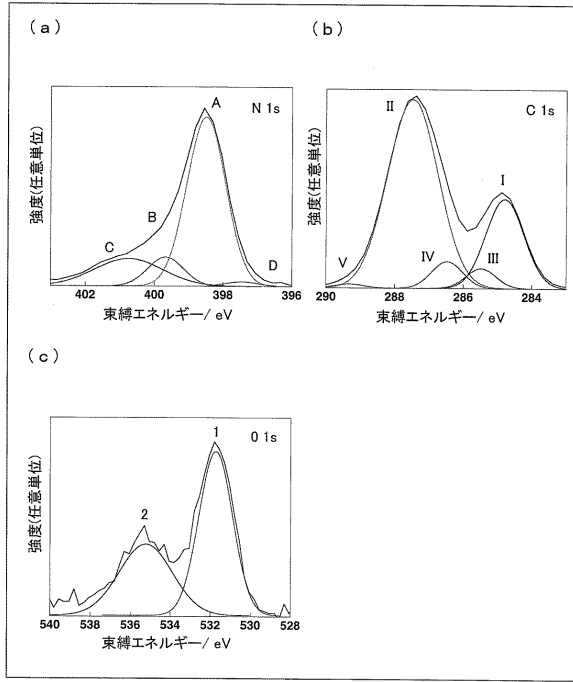 (a)
N 1s
A
B
C
D
強度(任意単位)
402 400 398 396
束縛エネルギー/ eV
(b)
C 1s
II
I
V
IV
III
強度(任意単位)
290 288 286 284
束縛エネルギー/ eV
(c)
O 1s
1
2
強度(任意単位)
540 538 536 534 532 530 528
束縛エネルギー/ eV